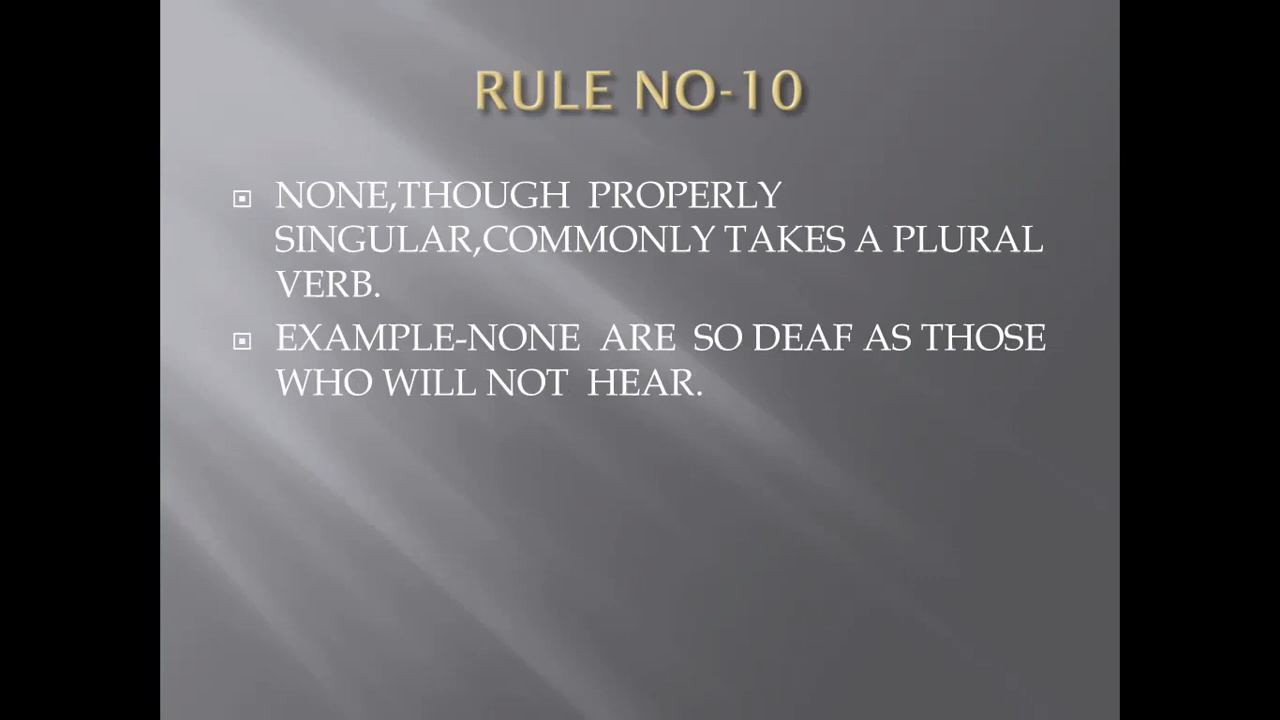 RULE NO-10
NONE,THOUGH PROPERLY
SINGULAR,COMMONLY TAKES A PLURAL
VERB.
EXAMPLE-NONE ARE SO DEAF AS THOSE
WHO WILL NOT HEAR.